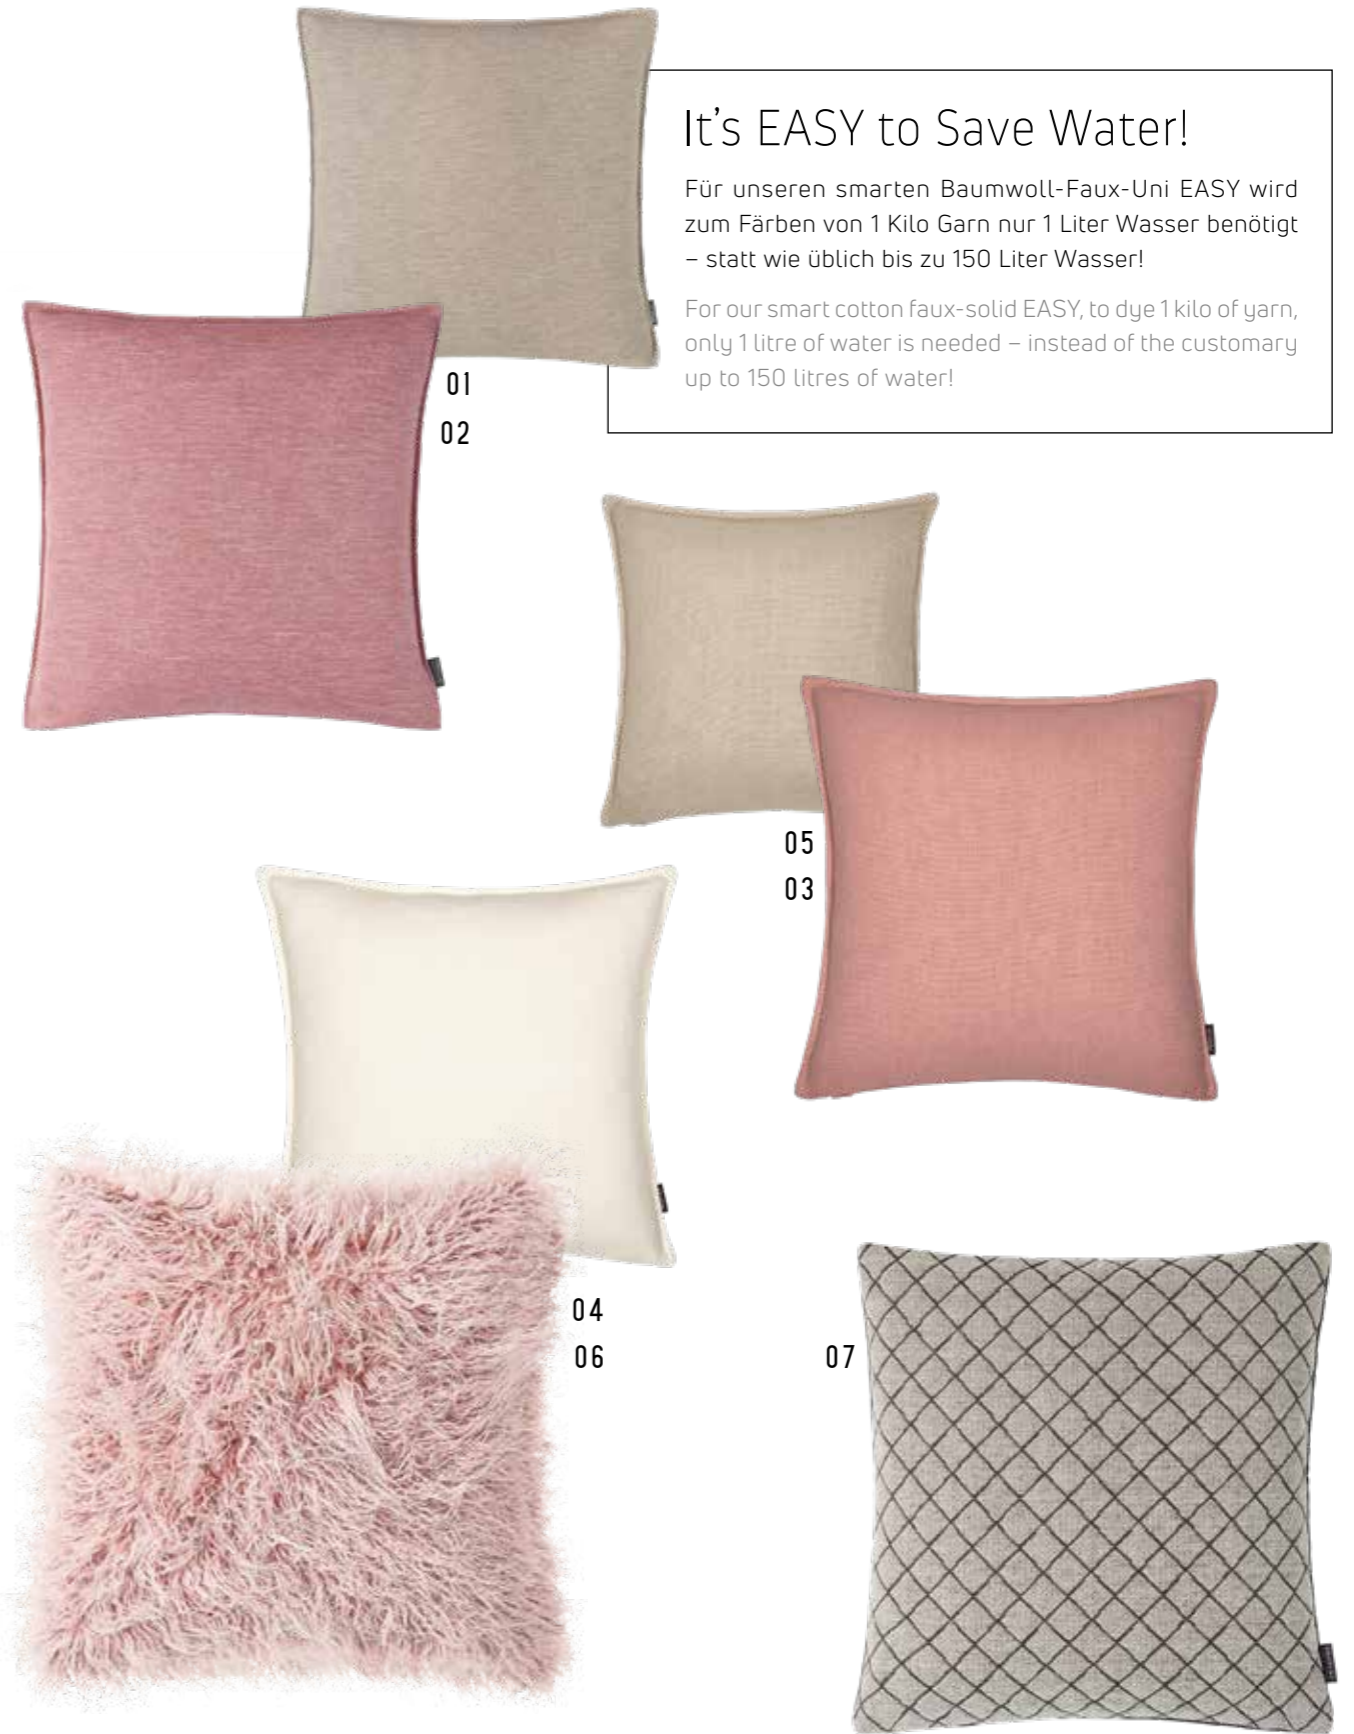 It's EASY to Save Water!
Für unseren smarten Baumwoll-Faux-Uni EASY wird
zum Färben von 1 Kilo Garn nur 1 Liter Wasser benötigt
– statt wie üblich bis zu 150 Liter Wasser!
For our smart cotton faux-solid EASY, to dye 1 kilo of yarn,
only 1 litre of water is needed – instead of the customary
up to 150 litres of water!
01
02
05
03
04
06
07